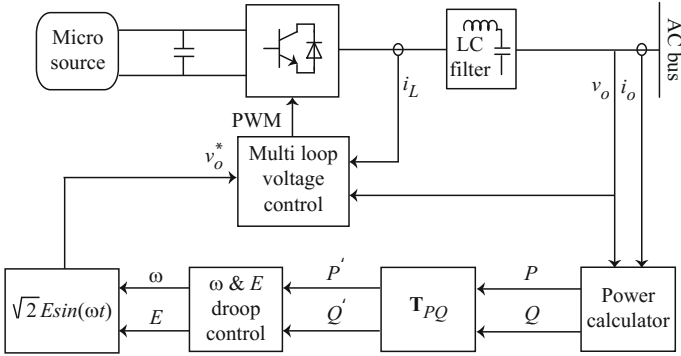 Micro
source
LC
filter
AC bus
i_L
v_o
i_o
PWM
v_o^*
Multi loop
voltage
control
√2 Esin(ωt)
ω
E
ω & E
droop
control
P'
Q'
T_PQ
P
Q
Power
calculator